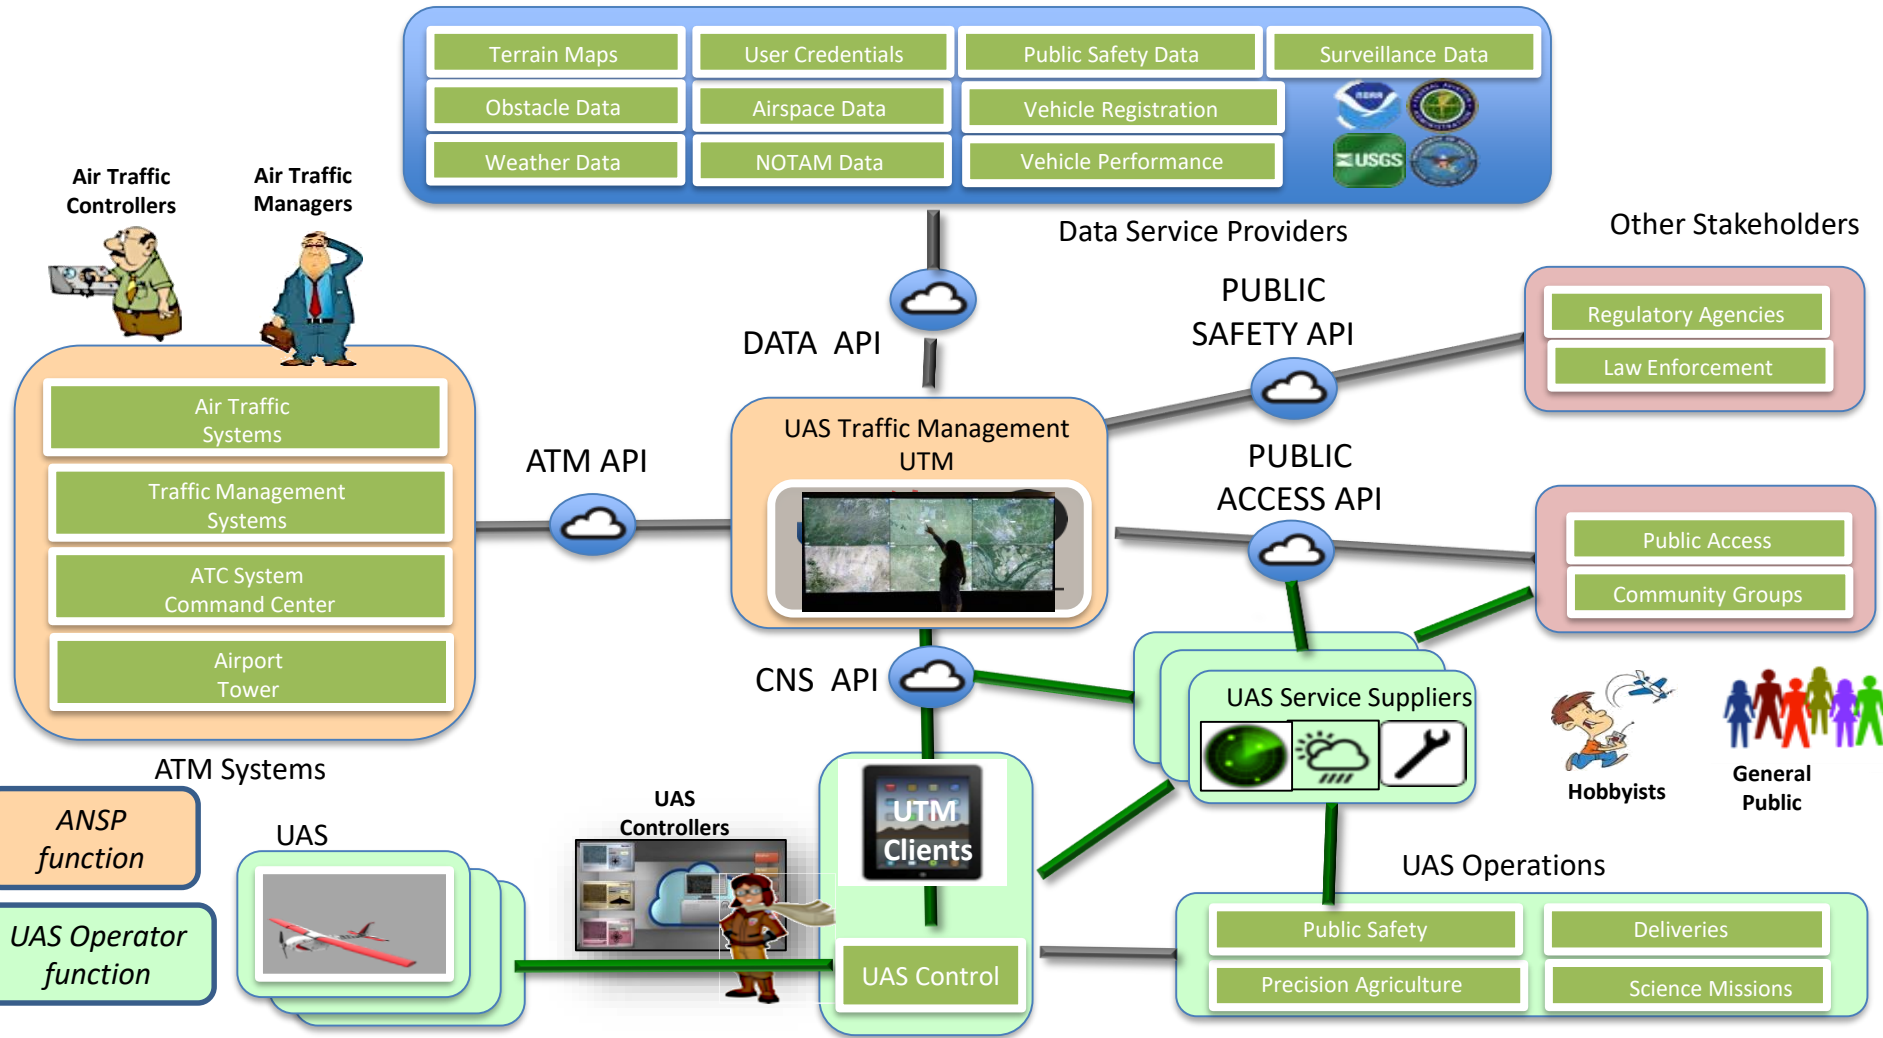 Terrain Maps
User Credentials
Public Safety Data
Surveillance Data
Obstacle Data
Airspace Data
Vehicle Registration
Weather Data
NOTAM Data
Vehicle Performance
USGS
Data Service Providers
Air Traffic
Controllers
Air Traffic
Managers
Other Stakeholders
DATA API
PUBLIC
SAFETY API
Regulatory Agencies
Law Enforcement
Air Traffic
Systems
Traffic Management
Systems
ATC System
Command Center
Airport
Tower
ATM Systems
ATM API
UAS Traffic Management
UTM
PUBLIC
ACCESS API
Public Access
Community Groups
CNS API
UAS Service Suppliers
Hobbyists
General
Public
ANSP
function
UAS Operator
function
UAS
UAS
Controllers
UTM
Clients
UAS Control
UAS Operations
Public Safety
Deliveries
Precision Agriculture
Science Missions